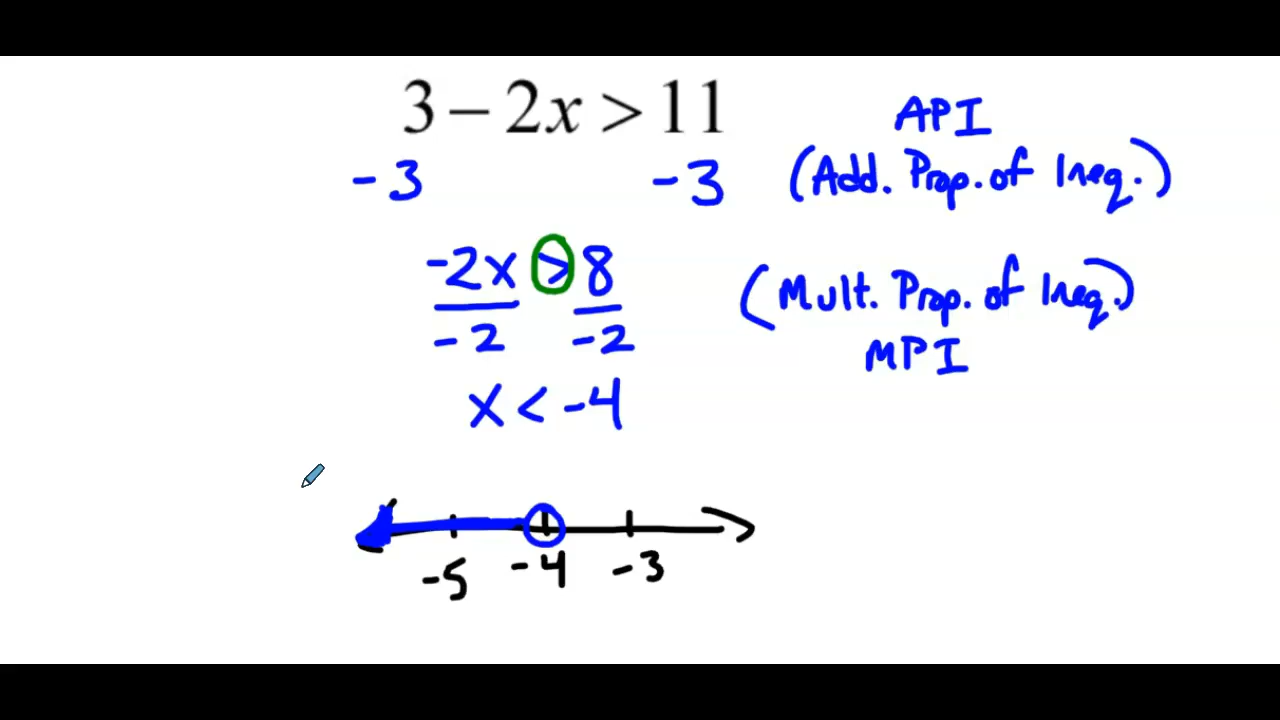 3 − 2x > 11
API
-3 -3
(Add. Prop. of Ineq.)
-2x > 8
-2 -2
(Mult. Prop. of Ineq.)
MPI
x < -4
-5 -4 -3